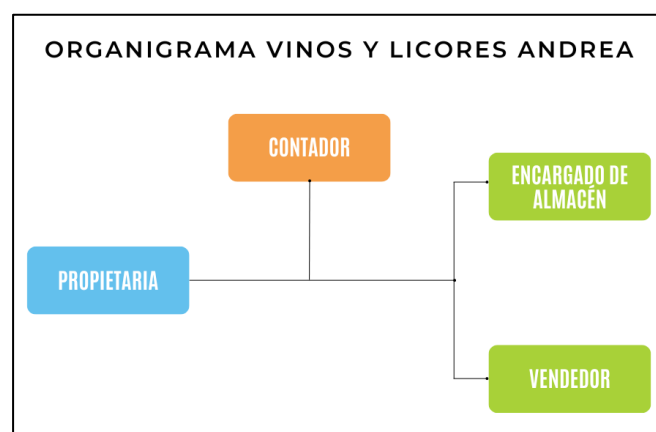 ORGANIGRAMA VINOS Y LICORES ANDREA
CONTADOR
ENCARGADO DE
ALMACÉN
PROPIETARIA
VENDEDOR